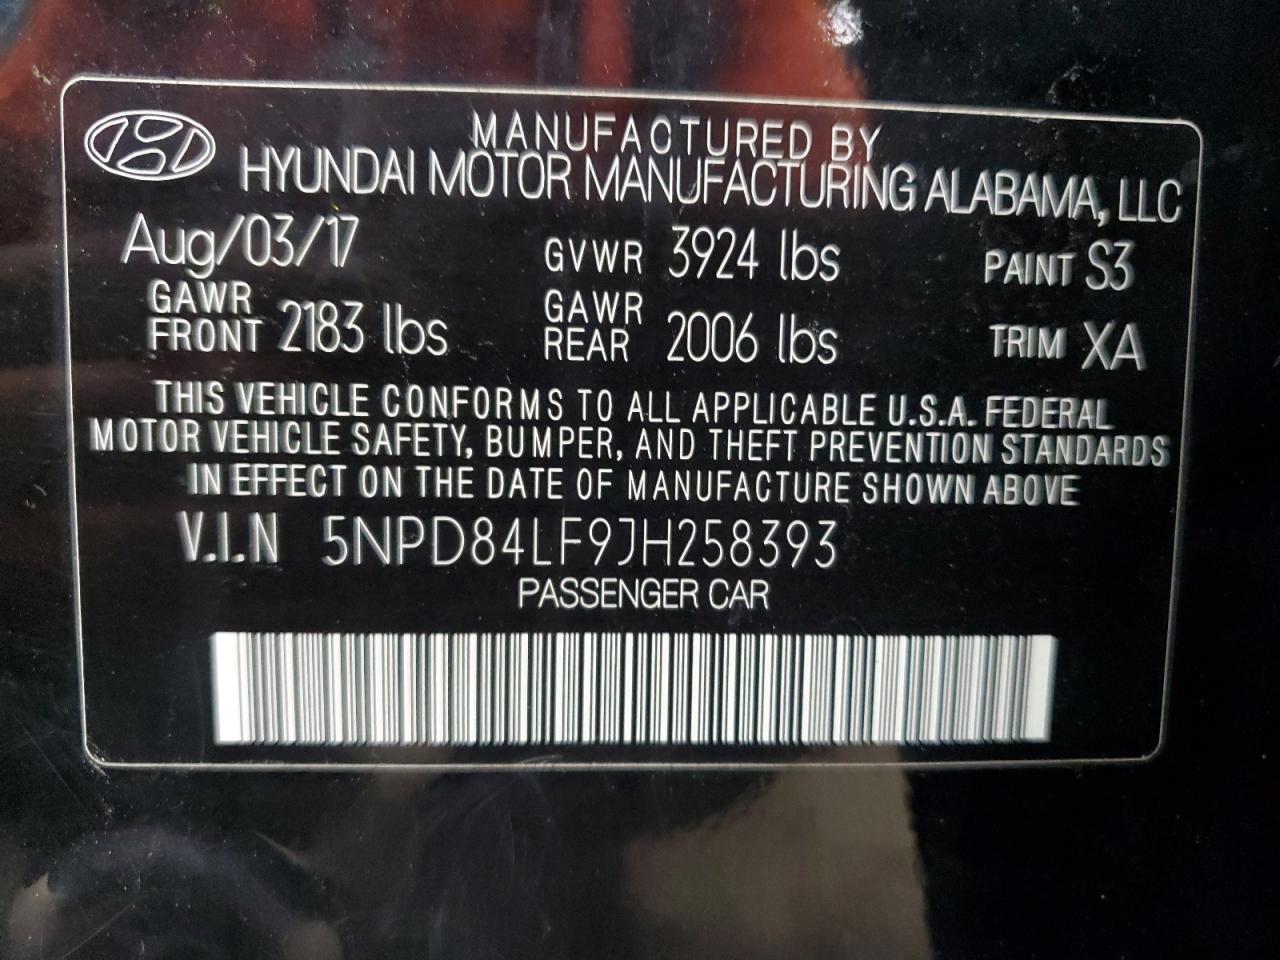 MANUFACTURED BY
HYUNDAI MOTOR MANUFACTURING ALABAMA, LLC
Aug/03/17 GVWR 3924 lbs PAINT S3
GAWR FRONT 2183 lbs GAWR REAR 2006 lbs TRIM XA
THIS VEHICLE CONFORMS TO ALL APPLICABLE U.S.A. FEDERAL
MOTOR VEHICLE SAFETY, BUMPER, AND THEFT PREVENTION STANDARDS
IN EFFECT ON THE DATE OF MANUFACTURE SHOWN ABOVE
V.I.N 5NPD84LF9JH258393
PASSENGER CAR